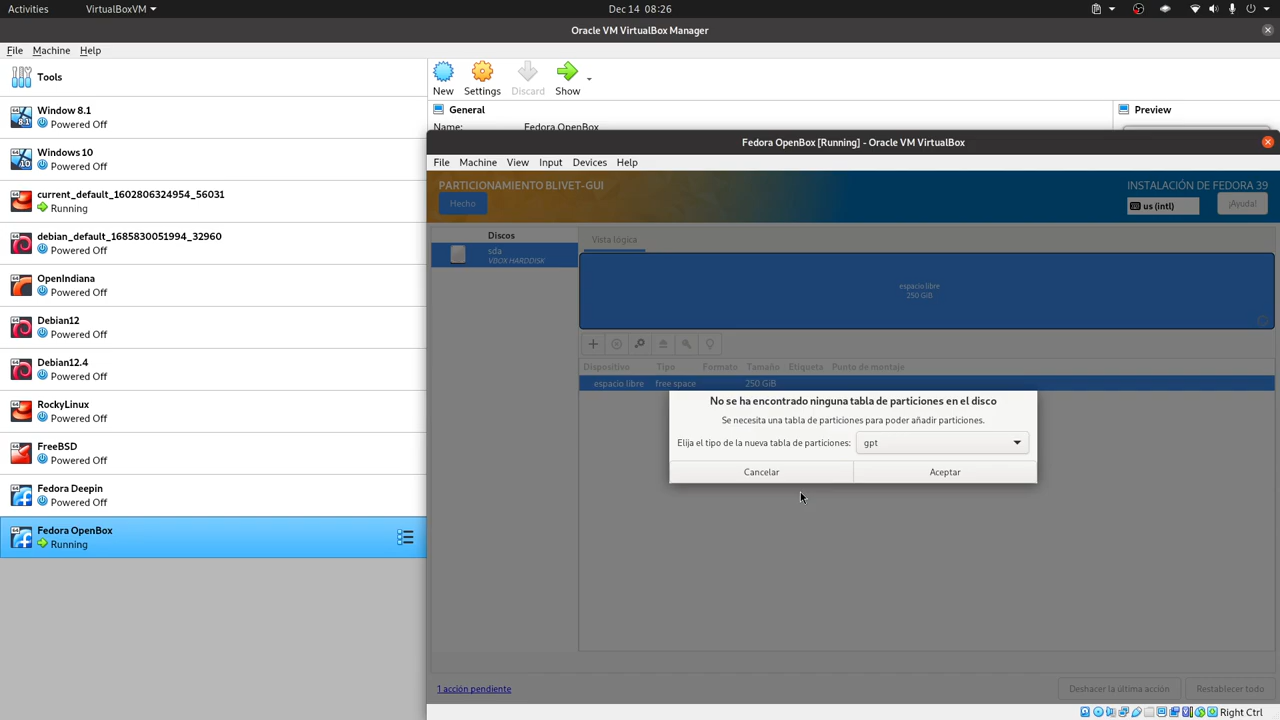 Activities
VirtualBoxVM
Dec 14 08:26
Oracle VM VirtualBox Manager
File Machine Help
Tools
New
Settings
Discard
Show
General
Name: Fedora OpenBox
Preview
Window 8.1
Powered Off
Windows 10
Powered Off
current_default_1602806324954_56031
Running
debian_default_1685830051994_32960
Powered Off
OpenIndiana
Powered Off
Debian12
Powered Off
Debian12.4
Powered Off
RockyLinux
Powered Off
FreeBSD
Powered Off
Fedora Deepin
Powered Off
Fedora OpenBox
Running
Fedora OpenBox [Running] - Oracle VM VirtualBox
File Machine View Input Devices Help
PARTICIONAMIENTO BLIVET-GUI
Hecho
INSTALACIÓN DE FEDORA 39
us (intl)
¡Ayuda!
Discos
sda
VBOX HARDDISK
Vista lógica
espacio libre
250 GiB
Dispositivo Tipo Formato Tamaño Etiqueta Punto de montaje
espacio libre free space 250 GiB
No se ha encontrado ninguna tabla de particiones en el disco
Se necesita una tabla de particiones para poder añadir particiones.
Elija el tipo de la nueva tabla de particiones: gpt
Cancelar
Aceptar
1 acción pendiente
Deshacer la última acción
Restablecer todo
Right Ctrl